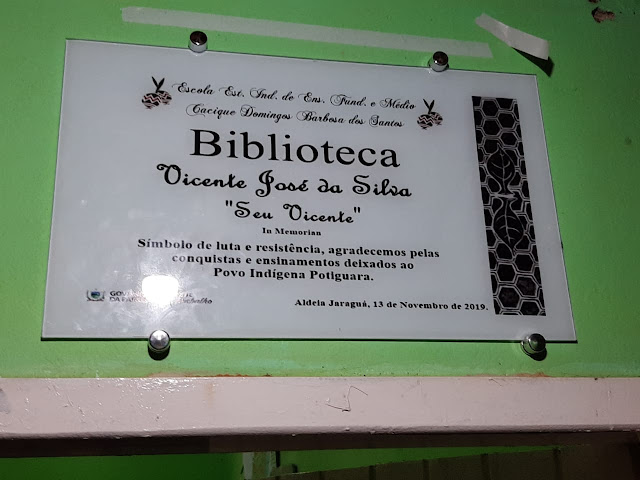 Escola Est. Ind. de Ens. Fund. e Médio
Cacique Domingos Barbosa dos Santos
Biblioteca
Vicente José da Silva
"Seu Vicente"
In Memorian
Símbolo de luta e resistência, agradecemos pelas
conquistas e ensinamentos deixados ao
Povo Indígena Potiguara.
Aldeia Jaraguá, 13 de Novembro de 2019.